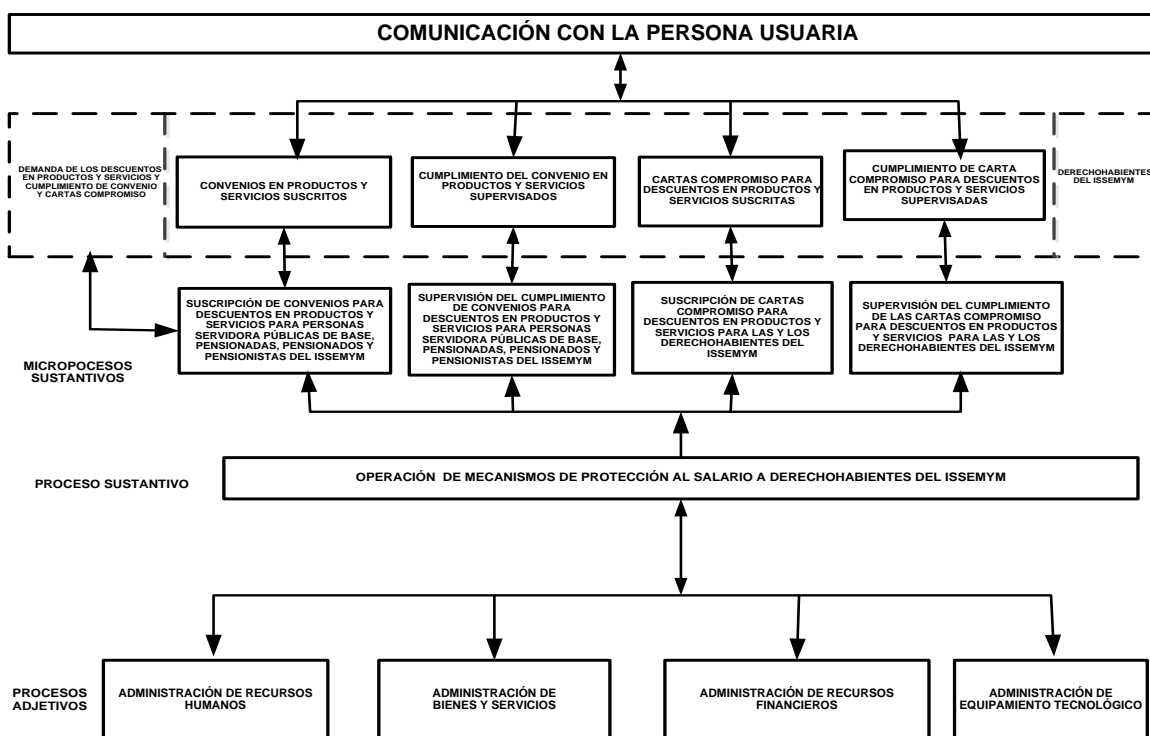 COMUNICACIÓN CON LA PERSONA USUARIA
DEMANDA DE LOS DESCUENTOS
EN PRODUCTOS Y SERVICIOS Y
CUMPLIMIENTO DE CONVENIO
Y CARTAS COMPROMISO
CONVENIOS EN PRODUCTOS Y
SERVICIOS SUSCRITOS
CUMPLIMIENTO DEL CONVENIO EN
PRODUCTOS Y SERVICIOS
SUPERVISADOS
CARTAS COMPROMISO PARA
DESCUENTOS EN PRODUCTOS Y
SERVICIOS SUSCRITAS
CUMPLIMIENTO DE CARTA
COMPROMISO PARA DESCUENTOS
EN PRODUCTOS Y SERVICIOS
SUPERVISADAS
DERECHOHABIENTES
DEL ISSEMYM
MICROPOCESOS
SUSTANTIVOS
SUSCRIPCIÓN DE CONVENIOS PARA
DESCUENTOS EN PRODUCTOS Y
SERVICIOS PARA PERSONAS
SERVIDORA PÚBLICAS DE BASE,
PENSIONADAS, PENSIONADOS Y
PENSIONISTAS DEL ISSEMYM
SUPERVISIÓN DEL CUMPLIMIENTO
DE CONVENIOS PARA
DESCUENTOS EN PRODUCTOS Y
SERVICIOS PARA PERSONAS
SERVIDORA PÚBLICAS DE BASE,
PENSIONADAS, PENSIONADOS Y
PENSIONISTAS DEL ISSEMYM
SUSCRIPCIÓN DE CARTAS
COMPROMISO PARA
DESCUENTOS EN PRODUCTOS Y
SERVICIOS PARA LAS Y LOS
DERECHOHABIENTES DEL
ISSEMYM
SUPERVISIÓN DEL CUMPLIMIENTO
DE LAS CARTAS COMPROMISO
PARA DESCUENTOS EN PRODUCTOS
Y SERVICIOS PARA LAS Y LOS
DERECHOHABIENTES DEL ISSEMYM
PROCESO SUSTANTIVO
OPERACIÓN DE MECANISMOS DE PROTECCIÓN AL SALARIO A DERECHOHABIENTES DEL ISSEMYM
PROCESOS
ADJETIVOS
ADMINISTRACIÓN DE RECURSOS
HUMANOS
ADMINISTRACIÓN DE
BIENES Y SERVICIOS
ADMINISTRACIÓN DE RECURSOS
FINANCIEROS
ADMINISTRACIÓN DE
EQUIPAMIENTO TECNOLÓGICO